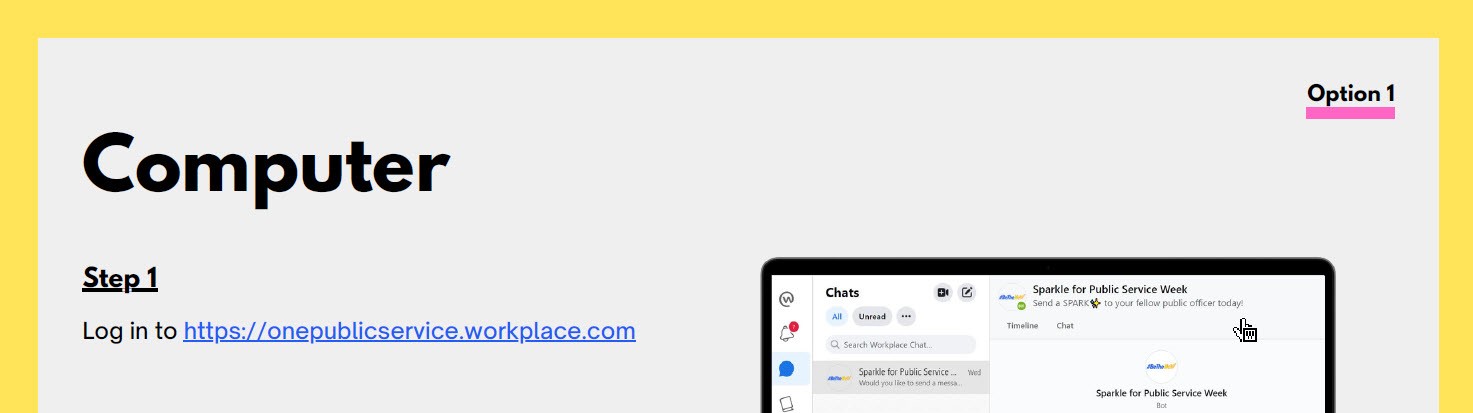 Option 1
Computer
Step 1
Log in to https://onepublicservice.workplace.com
Chats
All
Unread
Search Workplace Chat...
Sparkle for Public Service ...
Wed
Would you like to send a messa...
Sparkle for Public Service Week
Send a SPARK✨ to your fellow public officer today!
Timeline
Chat
Sparkle for Public Service Week
Bot